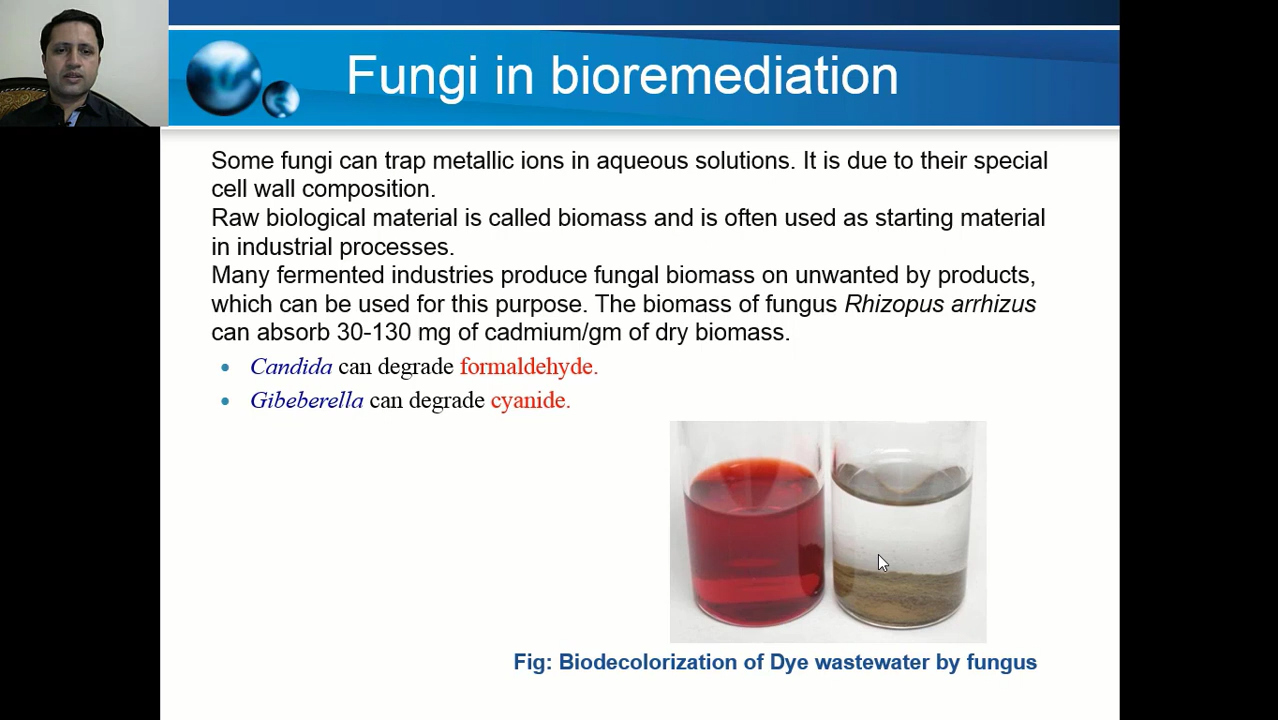 Fungi in bioremediation
Some fungi can trap metallic ions in aqueous solutions. It is due to their special
cell wall composition.
Raw biological material is called biomass and is often used as starting material
in industrial processes.
Many fermented industries produce fungal biomass on unwanted by products,
which can be used for this purpose. The biomass of fungus Rhizopus arrhizus
can absorb 30-130 mg of cadmium/gm of dry biomass.
• Candida can degrade formaldehyde.
• Gibeberella can degrade cyanide.
Fig: Biodecolorization of Dye wastewater by fungus